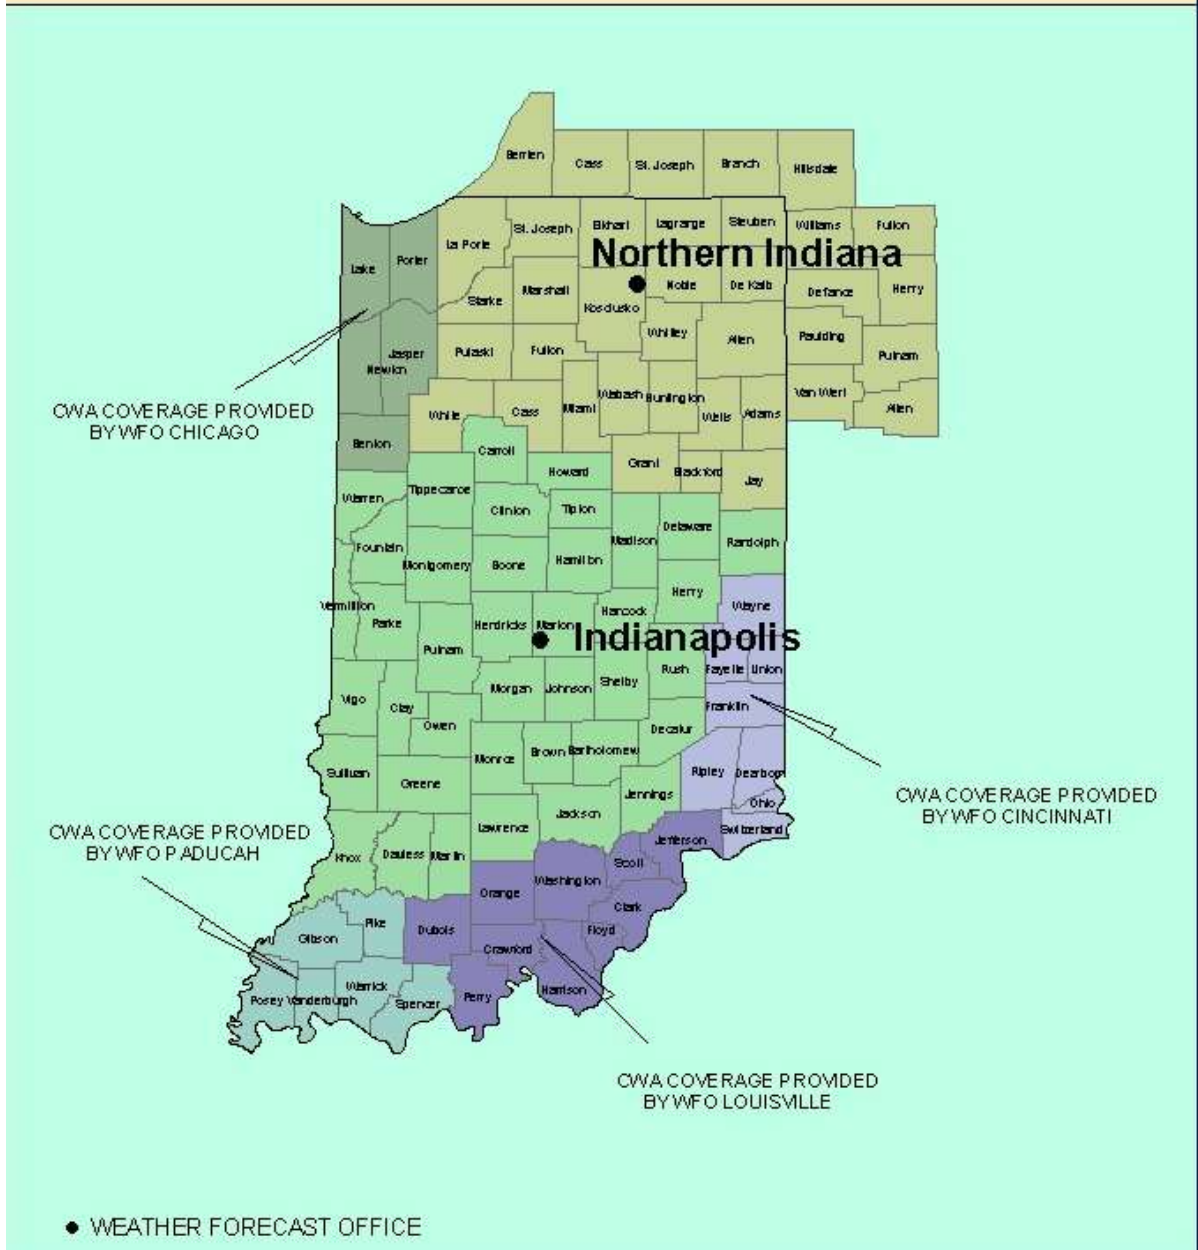 Berrien
Cass
St. Joseph
Branch
Hillsdale
La Porte
St. Joseph
Elkhart
Lagrange
Steuben
Williams
Fulton
Northern Indiana
Lake
Porter
Starke
Marshall
Kosciusko
Noble
De Kalb
Defiance
Henry
Whitley
Allen
Paulding
Putnam
Jasper
Newton
Pulaski
Fulton
CWA COVERAGE PROVIDED
BY WFO CHICAGO
White
Cass
Miami
Wabash
Huntington
Wells
Adams
Van Wert
Allen
Benton
Carroll
Howard
Grant
Blackford
Jay
Warren
Tippecanoe
Clinton
Tipton
Madison
Delaware
Randolph
Fountain
Montgomery
Boone
Hamilton
Henry
Wayne
Vermillion
Parke
Putnam
Hendricks
Marion
Hancock
Indianapolis
Rush
Fayette
Union
Vigo
Clay
Owen
Morgan
Johnson
Shelby
Franklin
Decatur
Sullivan
Greene
Monroe
Brown
Bartholomew
Ripley
Dearborn
Jennings
Ohio
CWA COVERAGE PROVIDED
BY WFO CINCINNATI
Jackson
Lawrence
Switzerland
Jefferson
CWA COVERAGE PROVIDED
BY WFO PADUCAH
Knox
Daviess
Martin
Orange
Washington
Scott
Clark
Floyd
Gibson
Pike
Dubois
Crawford
Harrison
Posey
Vanderburgh
Warrick
Spencer
Perry
CWA COVERAGE PROVIDED
BY WFO LOUISVILLE
WEATHER FORECAST OFFICE